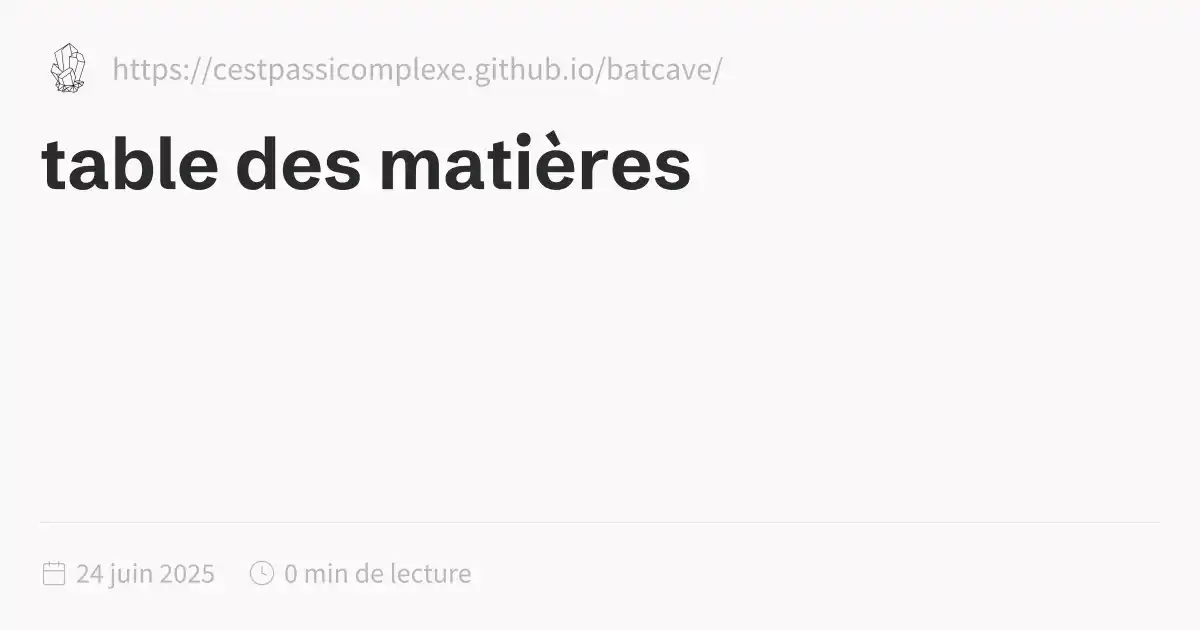 https://cestpassicomplexe.github.io/batcave/
table des matières
24 juin 2025 0 min de lecture